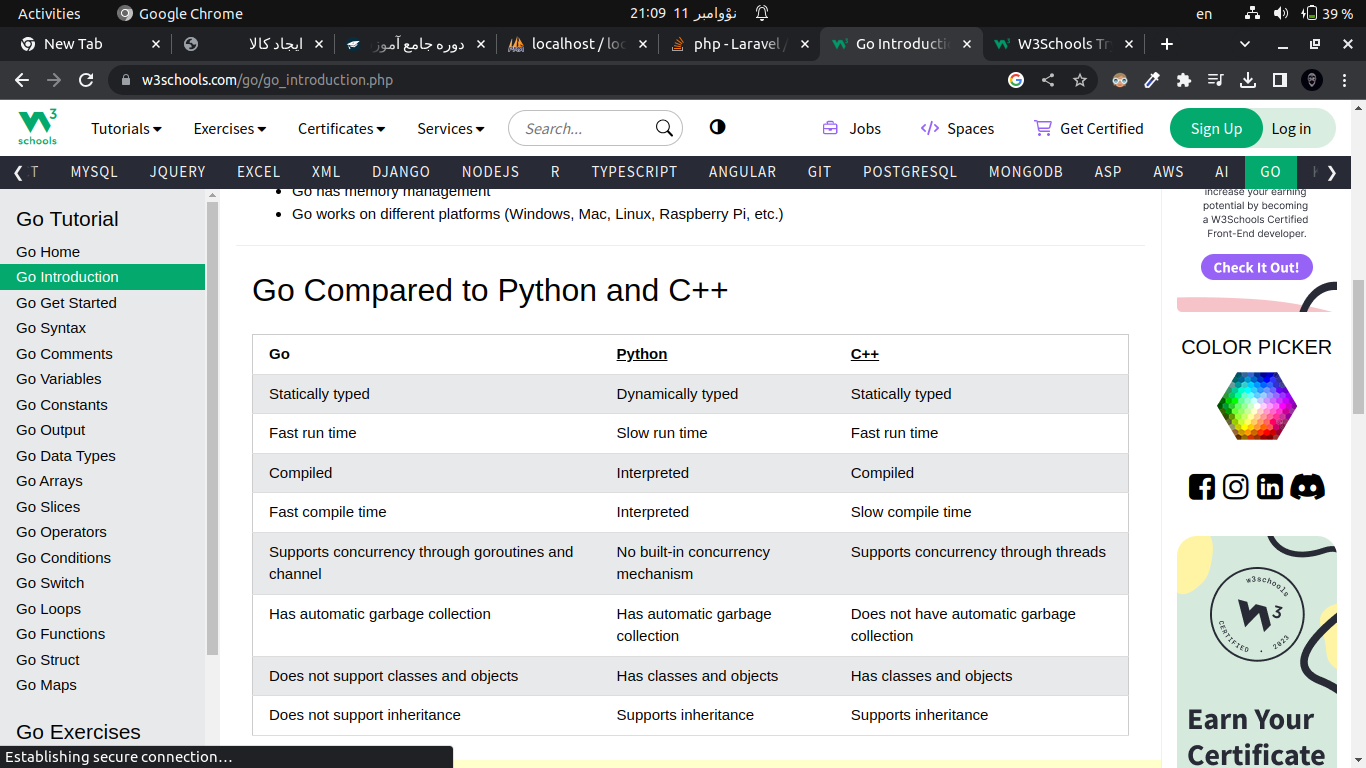 Activities
Google Chrome
21:09 11 نۆوامبر
en
39 %
New Tab
ایجاد کالا
دوره جامع آموز
localhost / loc
php - Laravel /
Go Introducti
W3Schools Tr
w3schools.com/go/go_introduction.php
W3 schools
Tutorials
Exercises
Certificates
Services
Search...
Jobs
Spaces
Get Certified
Sign Up
Log in
T MYSQL JQUERY EXCEL XML DJANGO NODEJS R TYPESCRIPT ANGULAR GIT POSTGRESQL MONGODB ASP AWS AI GO
Go Tutorial
Go Home
Go Introduction
Go Get Started
Go Syntax
Go Comments
Go Variables
Go Constants
Go Output
Go Data Types
Go Arrays
Go Slices
Go Operators
Go Conditions
Go Switch
Go Loops
Go Functions
Go Struct
Go Maps
Go Exercises
Establishing secure connection…
Go has memory management
Go works on different platforms (Windows, Mac, Linux, Raspberry Pi, etc.)
Go Compared to Python and C++
Go Python C++
Statically typed Dynamically typed Statically typed
Fast run time Slow run time Fast run time
Compiled Interpreted Compiled
Fast compile time Interpreted Slow compile time
Supports concurrency through goroutines and channel No built-in concurrency mechanism Supports concurrency through threads
Has automatic garbage collection Has automatic garbage collection Does not have automatic garbage collection
Does not support classes and objects Has classes and objects Has classes and objects
Does not support inheritance Supports inheritance Supports inheritance
increase your earning
potential by becoming
a W3Schools Certified
Front-End developer.
Check It Out!
COLOR PICKER
w3schools
W3
CERTIFIED . 2023
Earn Your
Certificate